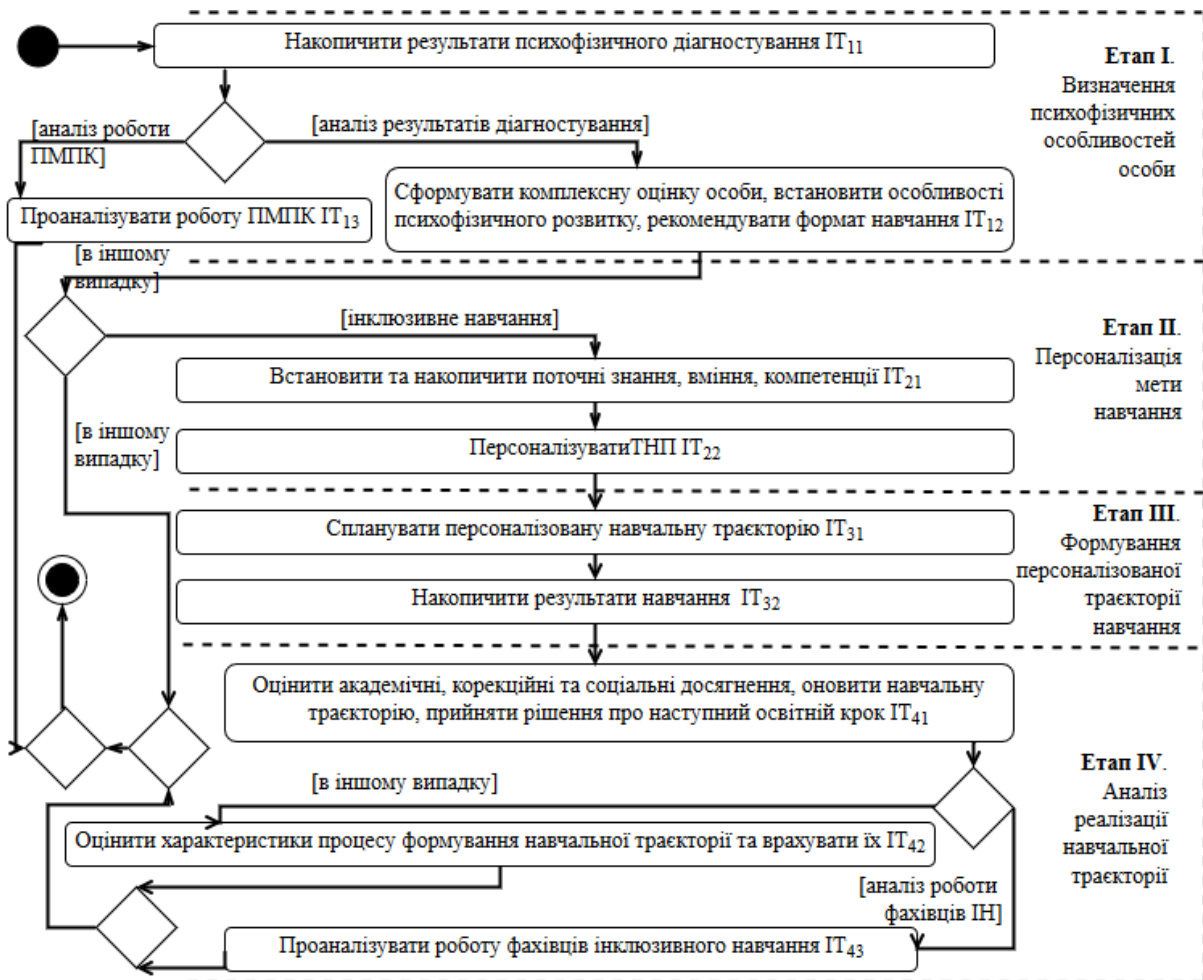 Накопичити результати психофізичного діагностування ІТ11
Етап І.
Визначення
психофізичних
особливостей
особи
[аналіз роботи
ПМПК]
[аналіз результатів діагностування]
Сформувати комплексну оцінку особи, встановити особливості
психофізичного розвитку, рекомендувати формат навчання ІТ12
Проаналізувати роботу ПМПК ІТ13
[в іншому
випадку]
[інклюзивне навчання]
Етап ІІ.
Персоналізація
мети
навчання
Встановити та накопичити поточні знання, вміння, компетенції ІТ21
[в іншому
випадку]
ПерсоналізуватиТНП ІТ22
Спланувати персоналізовану навчальну траєкторію ІТ31
Етап ІІІ.
Формування
персоналізованої
траєкторії
навчання
Накопичити результати навчання ІТ32
Оцінити академічні, корекційні та соціальні досягнення, оновити навчальну
траєкторію, прийняти рішення про наступний освітній крок ІТ41
Етап IV.
Аналіз
реалізації
навчальної
траєкторії
[в іншому випадку]
Оцінити характеристики процесу формування навчальної траєкторії та врахувати їх ІТ42
[аналіз роботи
фахівців ІН]
Проаналізувати роботу фахівців інклюзивного навчання ІТ43